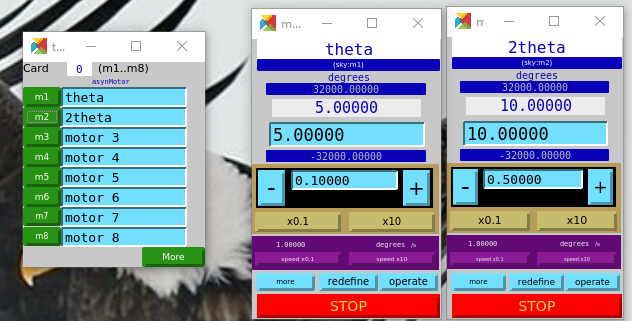 t...
Card 0 (m1..m8)
asynMotor
m1 theta
m2 2theta
m3 motor 3
m4 motor 4
m5 motor 5
m6 motor 6
m7 motor 7
m8 motor 8
More
m...
theta
(sky:m1)
degrees
32000.00000
5.00000
5.00000
-32000.00000
- 0.10000 +
x0.1 x10
1.00000 degrees /s
speed x0.1 speed x10
more redefine operate
STOP
2theta
(sky:m2)
degrees
32000.00000
10.00000
10.00000
-32000.00000
- 0.50000 +
x0.1 x10
1.00000 degrees /s
speed x0.1 speed x10
more redefine operate
STOP